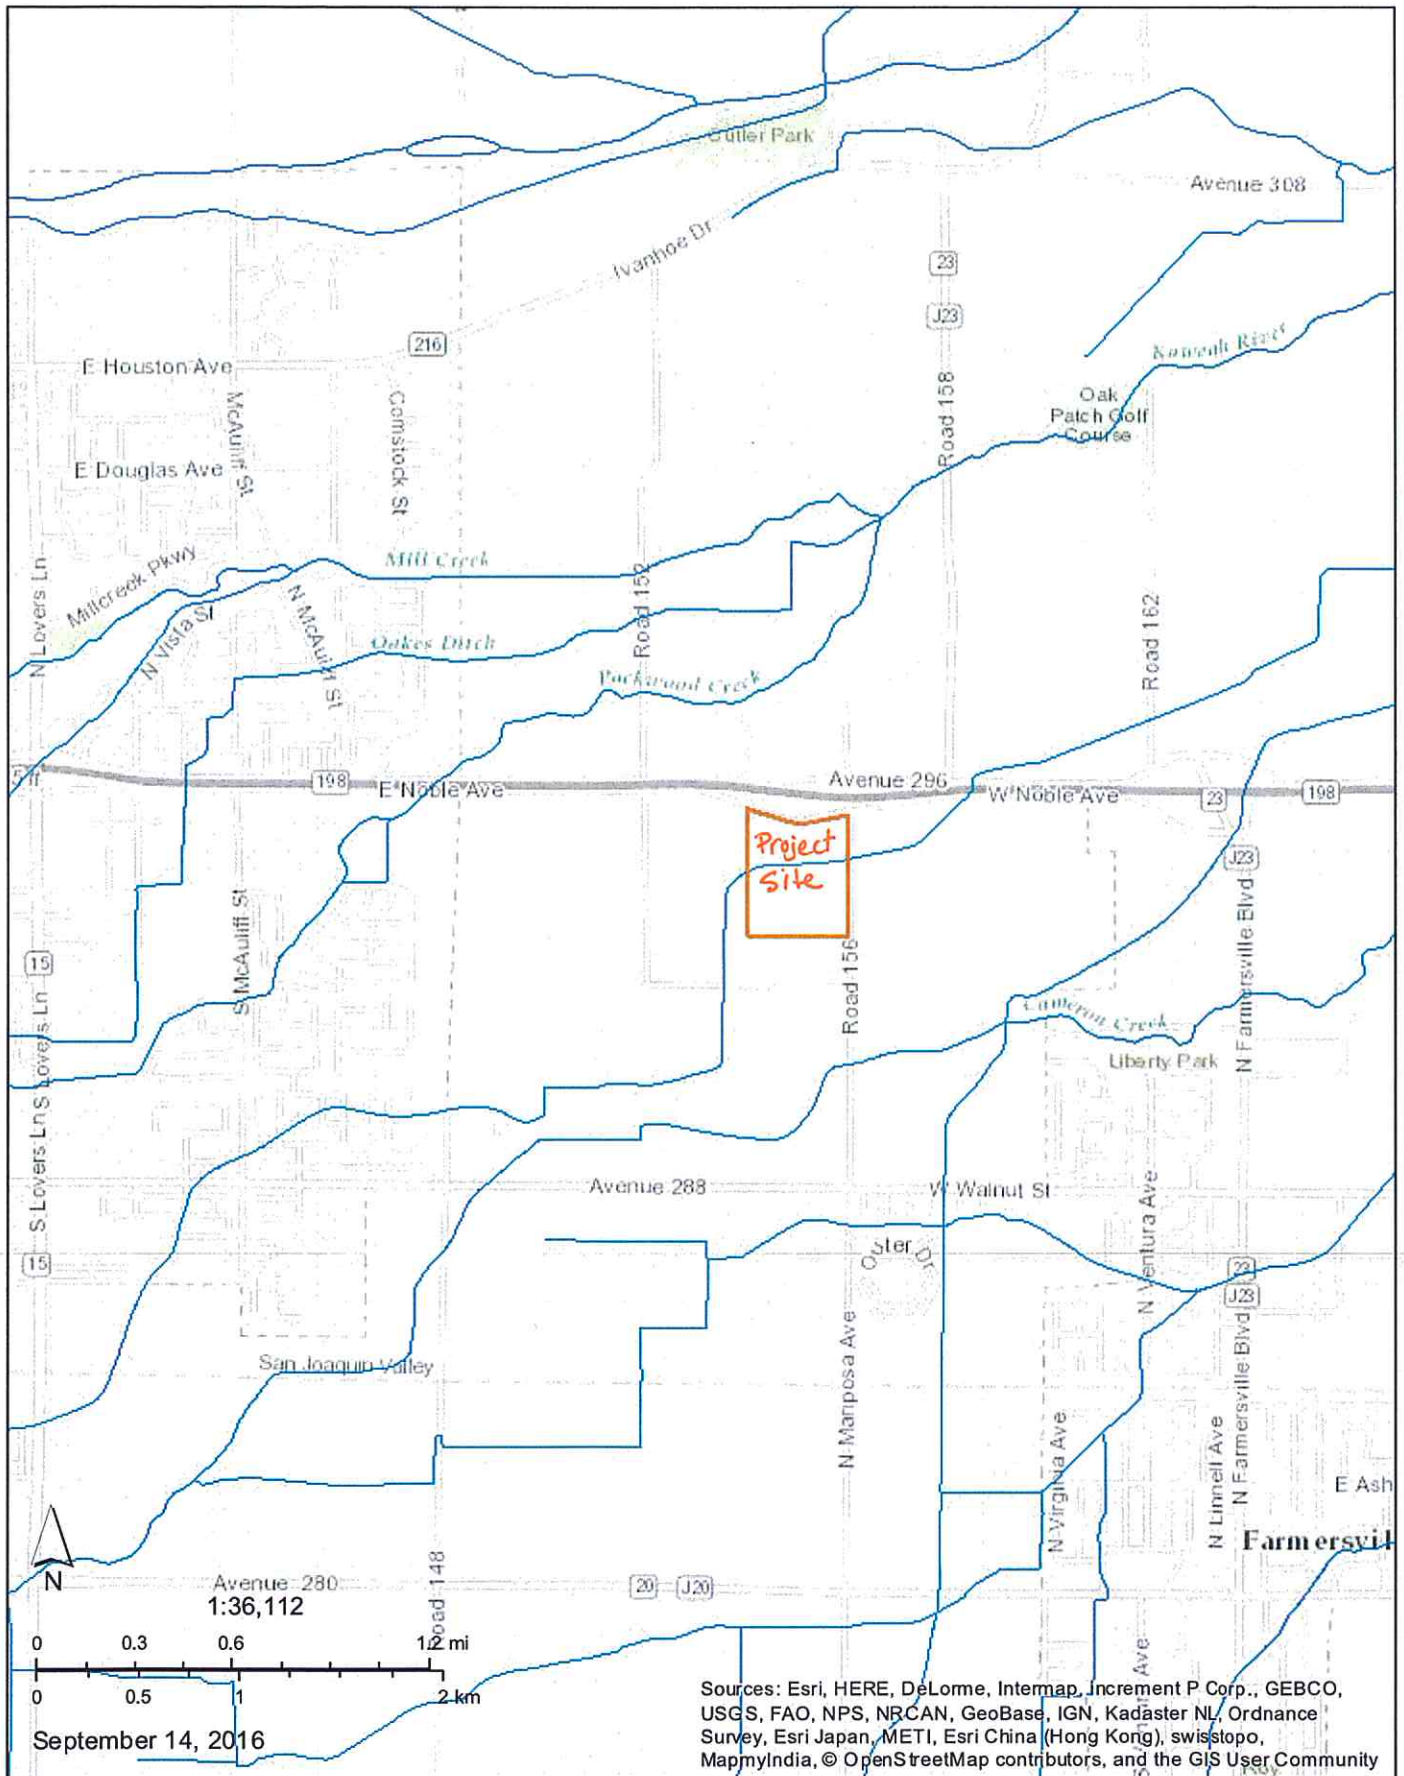 Cutler Park
Avenue 308
Ivanhoe Dr
23
J23
216
E Houston Ave
Kaweah River
Oak
Patch Golf
Course
McAuliff St
Comstock St
Road 158
E Douglas Ave
Mill Creek
Millcreek Pkwy
N Lovers Ln
N Vista St
N McAuliff St
Road 152
Road 162
Oakes Ditch
Packwood Creek
198
E Noble Ave
Avenue 296
W Noble Ave
23
198
Project
Site
J23
N Farmersville Blvd
S McAuliff St
15
Road 156
Cameron Creek
Liberty Park
S Lovers Ln
S Lovers Ln
Avenue 288
W Walnut St
Outer Dr
15
N Ventura Ave
23
J23
San Joaquin Valley
N Mariposa Ave
N Virginia Ave
N Linnell Ave
N Farmersville Blvd
E Ash
Farmersvil
N
Avenue 280
1:36,112
Road 148
20
J20
0 0.3 0.6 1.2 mi
0 0.5 1 2 km
September 14, 2016
Sources: Esri, HERE, DeLorme, Intermap, Increment P Corp., GEBCO,
USGS, FAO, NPS, NRCAN, GeoBase, IGN, Kadaster NL, Ordnance
Survey, Esri Japan, METI, Esri China (Hong Kong), swisstopo,
MapmyIndia, © OpenStreetMap contributors, and the GIS User Community